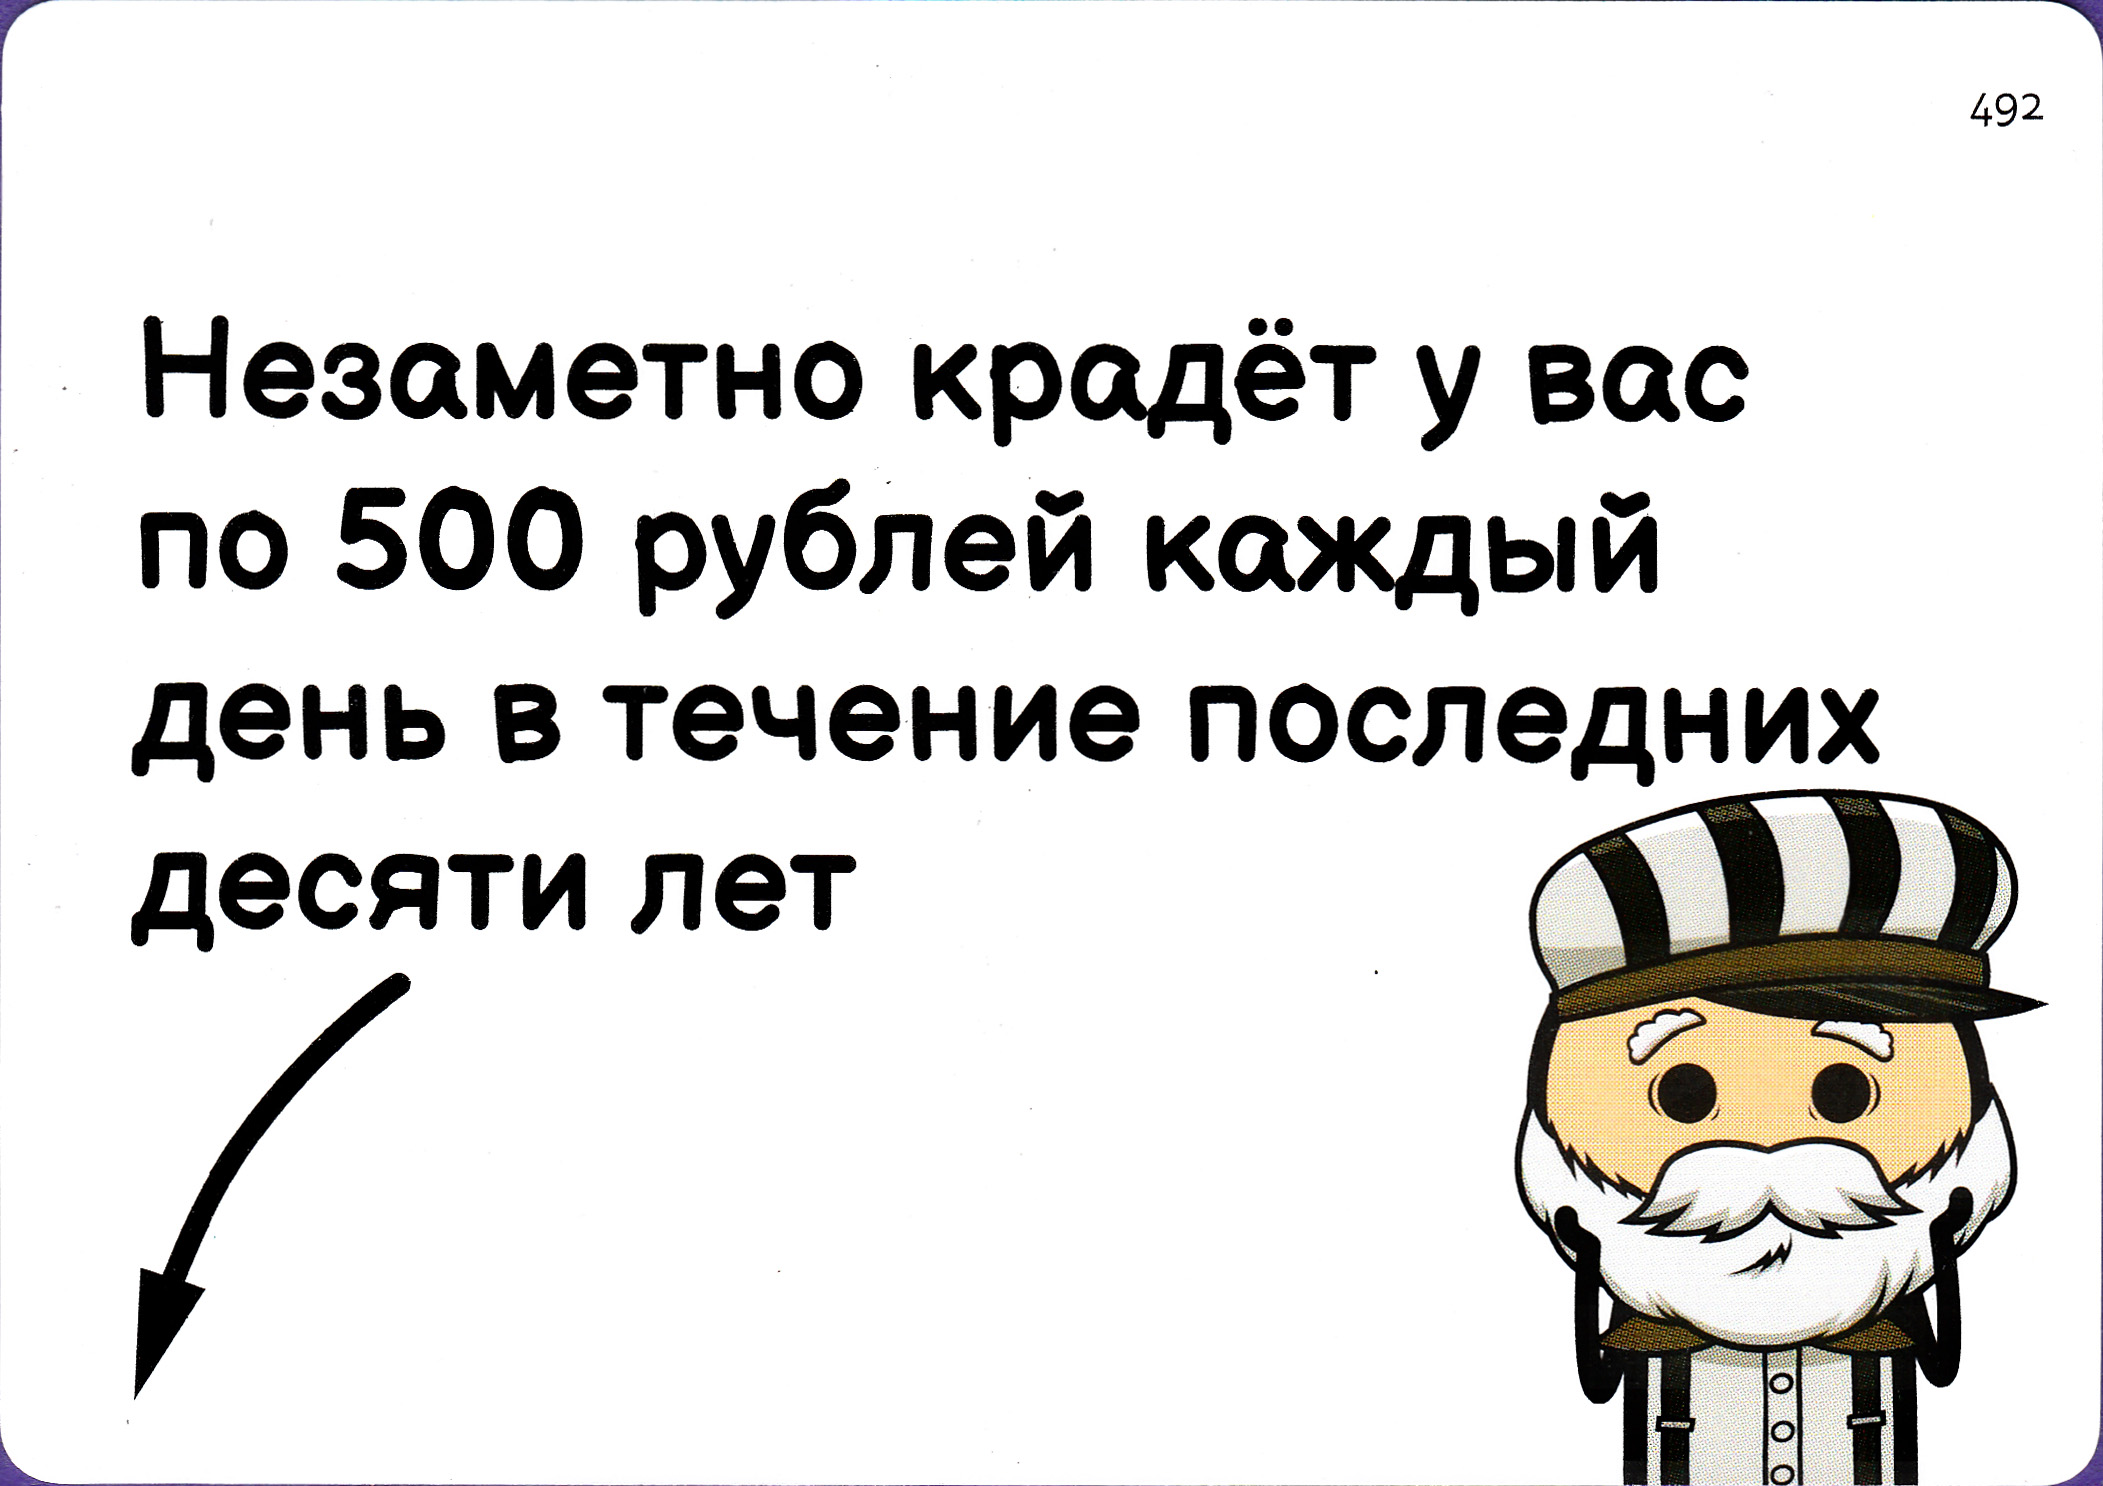 492
Незаметно крадёт у вас
по 500 рублей каждый
день в течение последних
десяти лет